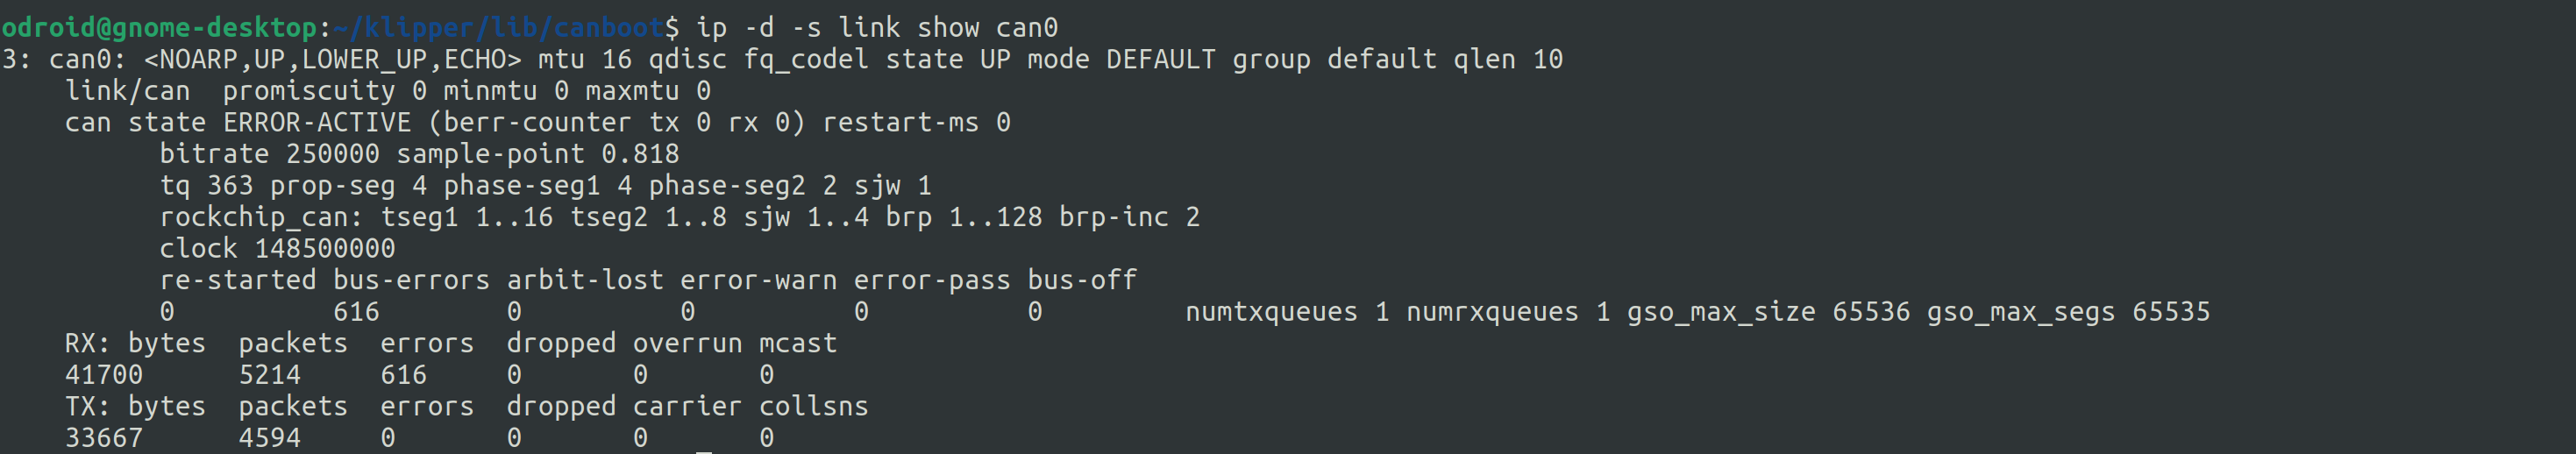 odroid@gnome-desktop:~/klipper/lib/canboot$ ip -d -s link show can0
3: can0: <NOARP,UP,LOWER_UP,ECHO> mtu 16 qdisc fq_codel state UP mode DEFAULT group default qlen 10
    link/can  promiscuity 0 minmtu 0 maxmtu 0
    can state ERROR-ACTIVE (berr-counter tx 0 rx 0) restart-ms 0
          bitrate 250000 sample-point 0.818
          tq 363 prop-seg 4 phase-seg1 4 phase-seg2 2 sjw 1
          rockchip_can: tseg1 1..16 tseg2 1..8 sjw 1..4 brp 1..128 brp-inc 2
          clock 148500000
          re-started bus-errors arbit-lost error-warn error-pass bus-off
          0          616        0          0          0          0         numtxqueues 1 numrxqueues 1 gso_max_size 65536 gso_max_segs 65535
    RX: bytes  packets  errors  dropped overrun mcast
    41700      5214     616     0       0       0
    TX: bytes  packets  errors  dropped carrier collsns
    33667      4594     0       0       0       0